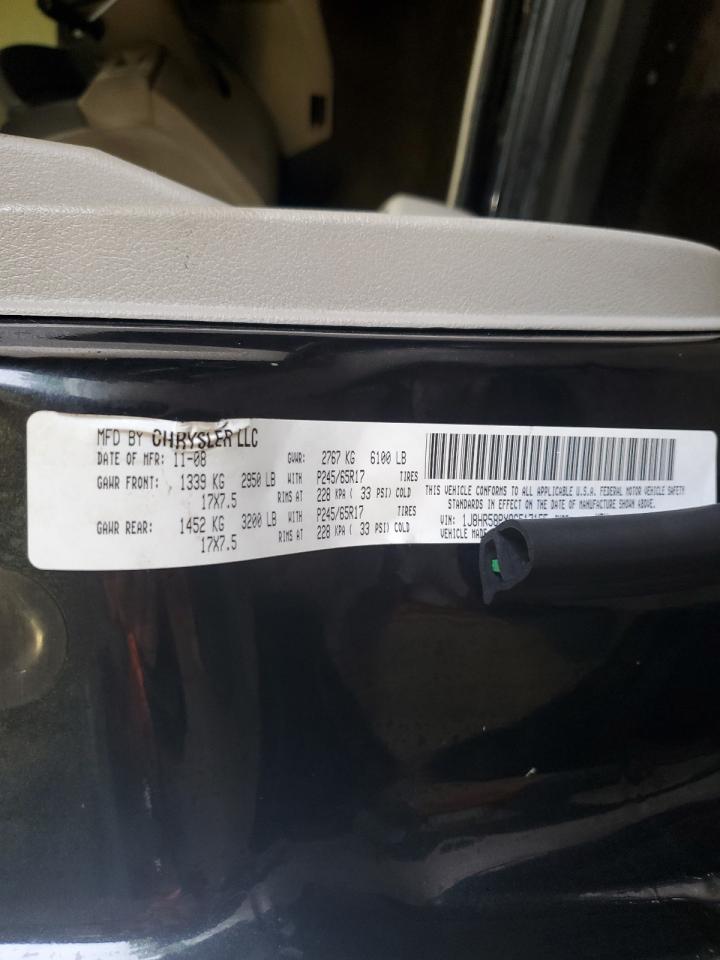 MFD BY CHRYSLER LLC
DATE OF MFR: 11-08 GVWR: 2767 KG 6100 LB
GAWR FRONT: 1339 KG 2950 LB WITH P245/65R17 TIRES
17X7.5 RIMS AT 228 KPA ( 33 PSI) COLD
GAWR REAR: 1452 KG 3200 LB WITH P245/65R17 TIRES
17X7.5 RIMS AT 228 KPA ( 33 PSI) COLD
THIS VEHICLE CONFORMS TO ALL APPLICABLE U.S.A. FEDERAL MOTOR VEHICLE SAFETY
STANDARDS IN EFFECT ON THE DATE OF MANUFACTURE SHOWN ABOVE.
VIN:
VEHICLE MADE